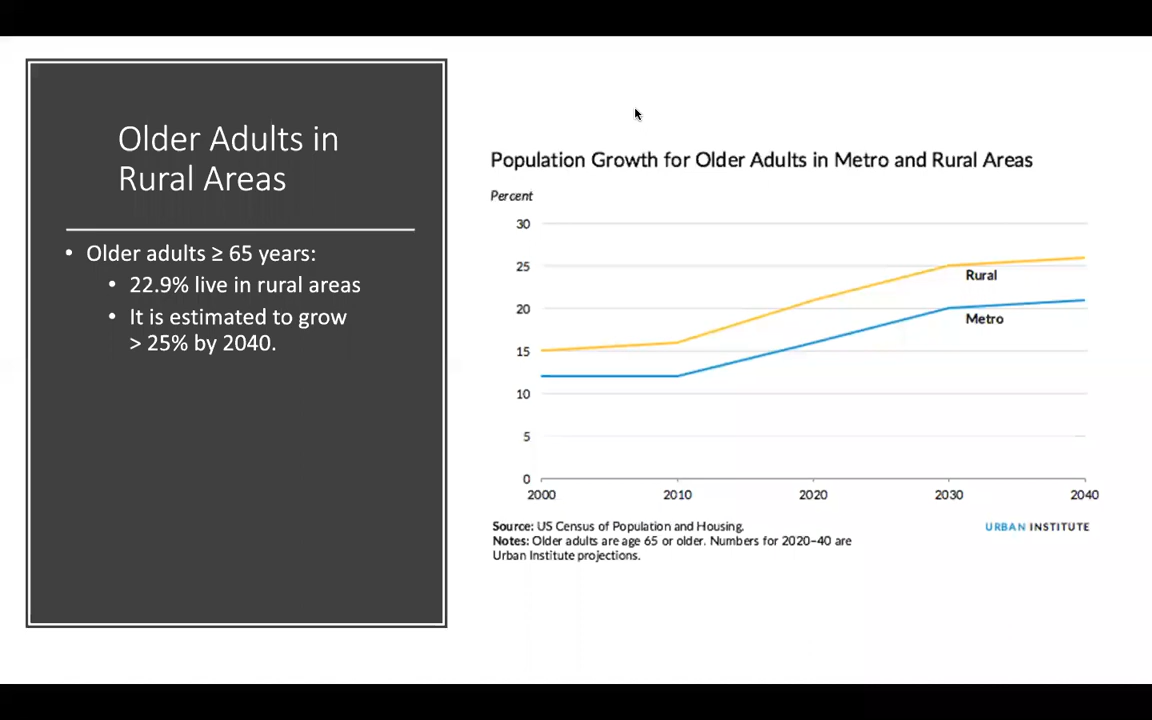 Older Adults in
Rural Areas
• Older adults ≥ 65 years:
• 22.9% live in rural areas
• It is estimated to grow
> 25% by 2040.
Population Growth for Older Adults in Metro and Rural Areas
Percent
30
25
20
15
10
5
0
Rural
Metro
2000 2010 2020 2030 2040
Source: US Census of Population and Housing.
URBAN INSTITUTE
Notes: Older adults are age 65 or older. Numbers for 2020–40 are
Urban Institute projections.